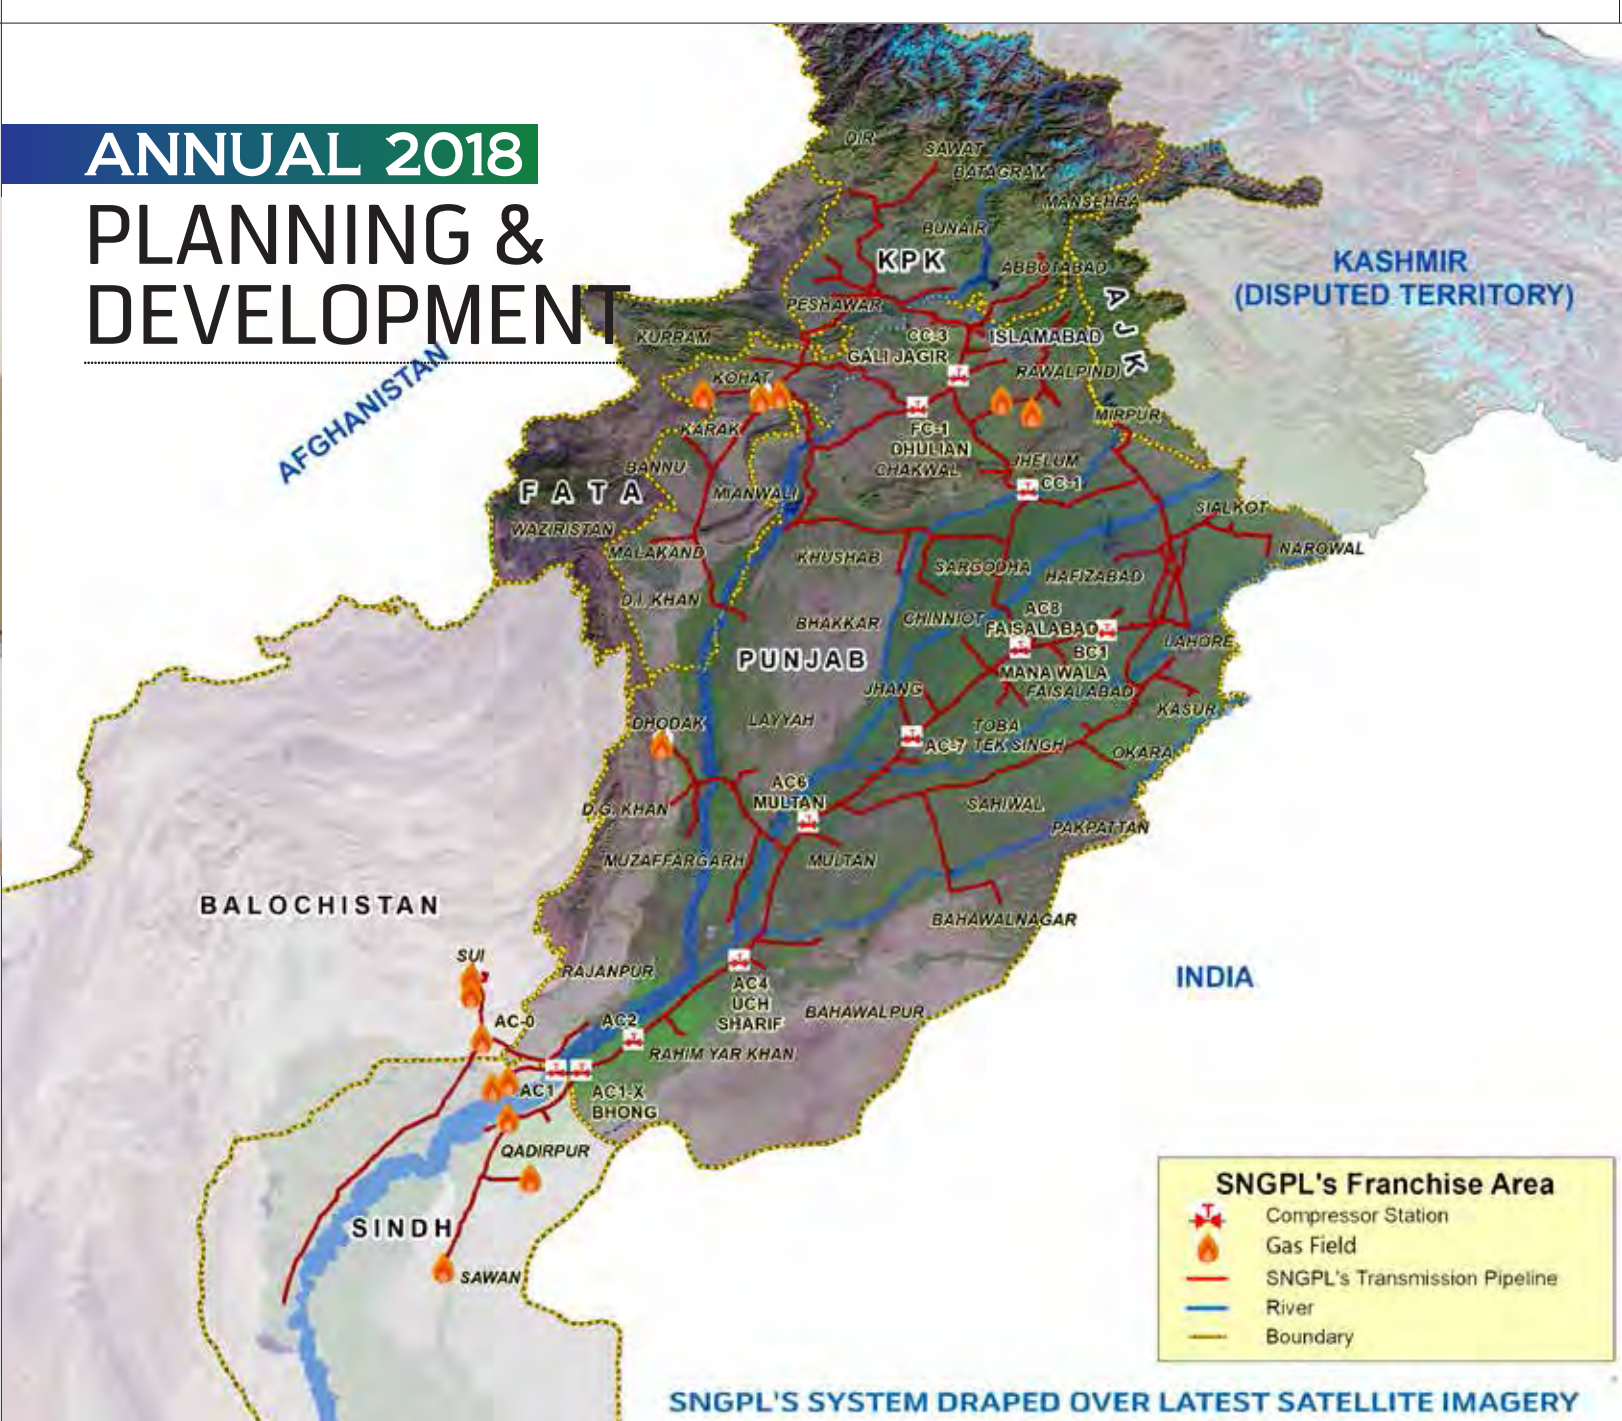 ANNUAL 2018
PLANNING &
DEVELOPMENT
AFGHANISTAN
DIR
SAWAT
BATAGRAM
MANSEHRA
BUNAIR
KPK
ABBOTABAD
KASHMIR
(DISPUTED TERRITORY)
AJK
PESHAWAR
KURRAM
CC-3
GALI JAGIR
ISLAMABAD
RAWALPINDI
KOHAT
MIRPUR
KARAK
FC-1
DHULIAN
CHAKWAL
JHELUM
CC-1
BANNU
FATA
MIANWALI
WAZIRISTAN
SIALKOT
MALAKAND
KHUSHAB
NAROWAL
SARGODHA
HAFIZABAD
D.I. KHAN
BHAKKAR
CHINNIOT
AC8
FAISALABAD
BC1
MANAWALA
LAHORE
PUNJAB
JHANG
FAISALABAD
KASUR
DHODAK
LAYYAH
AC-7
TOBA
TEK SINGH
OKARA
AC6
MULTAN
D.G. KHAN
SAHIWAL
PAKPATTAN
MUZAFFARGARH
MULTAN
BALOCHISTAN
BAHAWALNAGAR
SUI
RAJANPUR
INDIA
AC4
UCH
SHARIF
BAHAWALPUR
AC-0
AC2
RAHIM YAR KHAN
AC1
AC1-X
BHONG
QADIRPUR
SINDH
SAWAN
SNGPL's Franchise Area
Compressor Station
Gas Field
SNGPL's Transmission Pipeline
River
Boundary
SNGPL'S SYSTEM DRAPED OVER LATEST SATELLITE IMAGERY